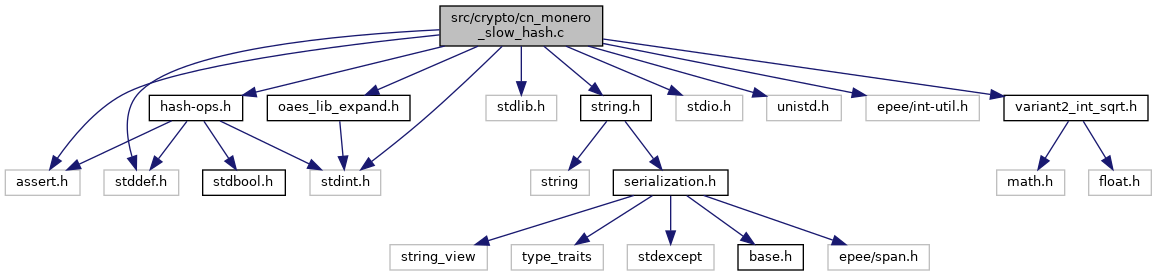 src/crypto/cn_monero
_slow_hash.c
hash-ops.h
oaes_lib_expand.h
stdlib.h
string.h
stdio.h
unistd.h
epee/int-util.h
variant2_int_sqrt.h
assert.h
stddef.h
stdbool.h
stdint.h
string
serialization.h
math.h
float.h
string_view
type_traits
stdexcept
base.h
epee/span.h